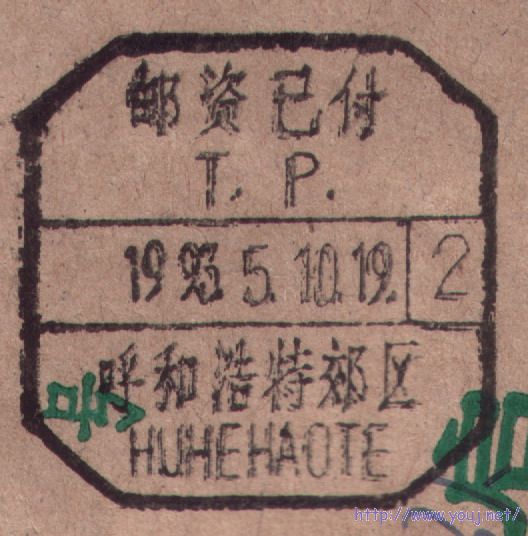 邮资已付
T. P.
1993. 5. 10. 19. 2
呼和浩特郊区
HUHEHAOTE
号
http://www.youj.net/